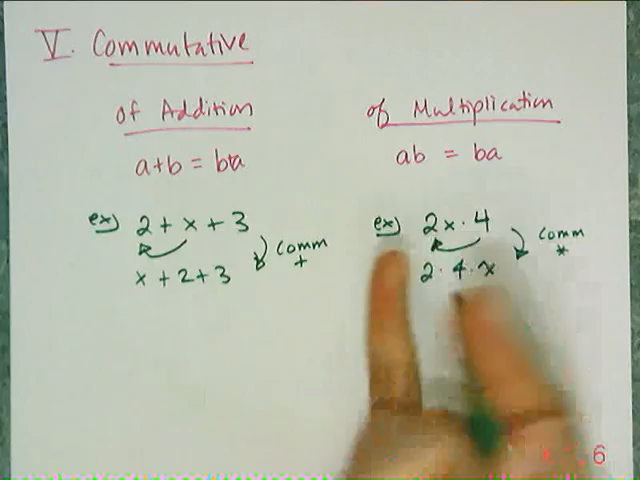 V. Commutative
of Addition
a+b = b+a
ex) 2 + x + 3
x + 2 + 3
comm
+
of Multiplication
ab = ba
ex) 2x · 4
2 · 4 · x
comm
*
6